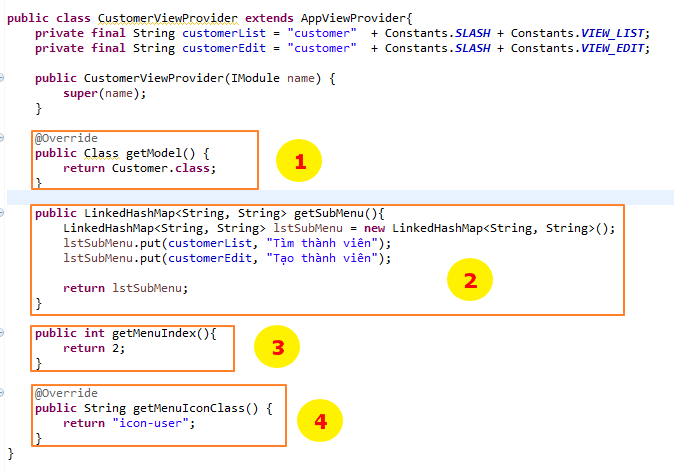 public class CustomerViewProvider extends AppViewProvider{
private final String customerList = "customer" + Constants.SLASH + Constants.VIEW_LIST;
private final String customerEdit = "customer" + Constants.SLASH + Constants.VIEW_EDIT;
public CustomerViewProvider(IModule name) {
super(name);
}
@Override
public Class getModel() {
return Customer.class;
}
1
public LinkedHashMap<String, String> getSubMenu(){
LinkedHashMap<String, String> lstSubMenu = new LinkedHashMap<String, String>();
lstSubMenu.put(customerList, "Tìm thành viên");
lstSubMenu.put(customerEdit, "Tạo thành viên");
return lstSubMenu;
}
2
public int getMenuIndex(){
return 2;
}
3
@Override
public String getMenuIconClass() {
return "icon-user";
}
4
}